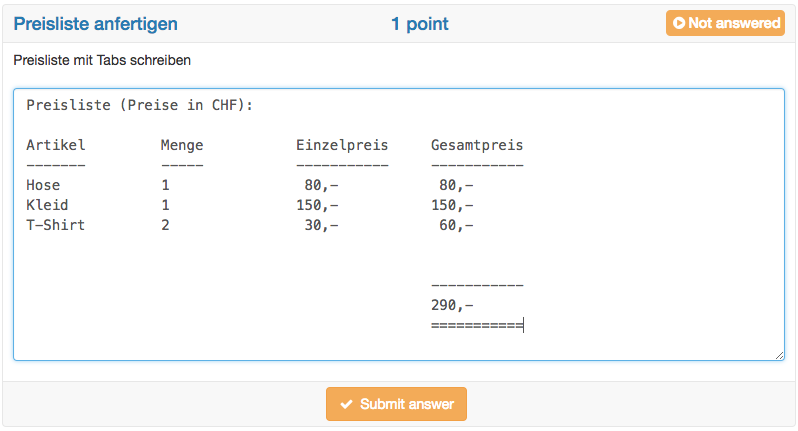 Preisliste anfertigen 1 point Not answered
Preisliste mit Tabs schreiben
Preisliste (Preise in CHF):
Artikel Menge Einzelpreis Gesamtpreis
------- ----- ----------- -----------
Hose 1 80,- 80,-
Kleid 1 150,- 150,-
T-Shirt 2 30,- 60,-
-----------
290,-
===========
Submit answer